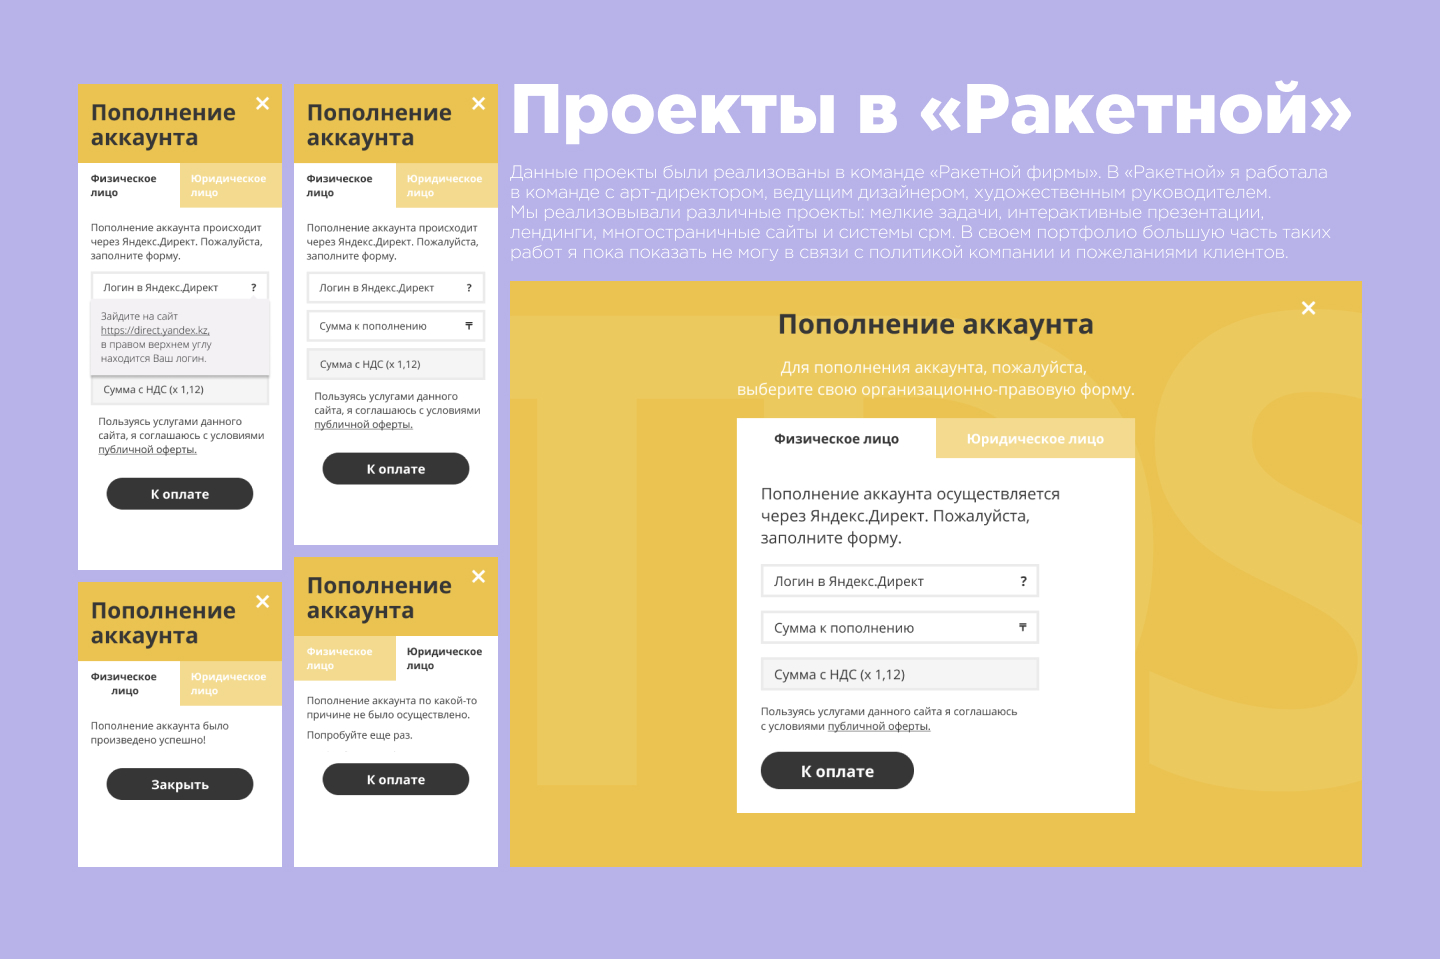 Пополнение
аккаунта
Физическое
лицо
Юридическое
лицо
Пополнение аккаунта происходит
через Яндекс.Директ. Пожалуйста,
заполните форму.
Логин в Яндекс.Директ ?
Зайдите на сайт
https://direct.yandex.kz,
в правом верхнем углу
находится Ваш логин.
Сумма с НДС (x 1,12)
Пользуясь услугами данного
сайта, я соглашаюсь с условиями
публичной оферты.
К оплате
Пополнение
аккаунта
Физическое
лицо
Юридическое
лицо
Пополнение аккаунта происходит
через Яндекс.Директ. Пожалуйста,
заполните форму.
Логин в Яндекс.Директ ?
Сумма к пополнению ₸
Сумма с НДС (x 1,12)
Пользуясь услугами данного
сайта, я соглашаюсь с условиями
публичной оферты.
К оплате
Пополнение
аккаунта
Физическое
лицо
Юридическое
лицо
Пополнение аккаунта было
произведено успешно!
Закрыть
Пополнение
аккаунта
Физическое
лицо
Юридическое
лицо
Пополнение аккаунта по какой-то
причине не было осуществлено.
Попробуйте еще раз.
К оплате
Проекты в «Ракетной»
Данные проекты были реализованы в команде «Ракетной фирмы». В «Ракетной» я работала
в команде с арт-директором, ведущим дизайнером, художественным руководителем.
Мы реализовывали различные проекты: мелкие задачи, интерактивные презентации,
лендинги, многостраничные сайты и системы срм. В своем портфолио большую часть таких
работ я пока показать не могу в связи с политикой компании и пожеланиями клиентов.
Пополнение аккаунта
Для пополнения аккаунта, пожалуйста,
выберите свою организационно-правовую форму.
Физическое лицо
Юридическое лицо
Пополнение аккаунта осуществляется
через Яндекс.Директ. Пожалуйста,
заполните форму.
Логин в Яндекс.Директ ?
Сумма к пополнению ₸
Сумма с НДС (x 1,12)
Пользуясь услугами данного сайта я соглашаюсь
с условиями публичной оферты.
К оплате